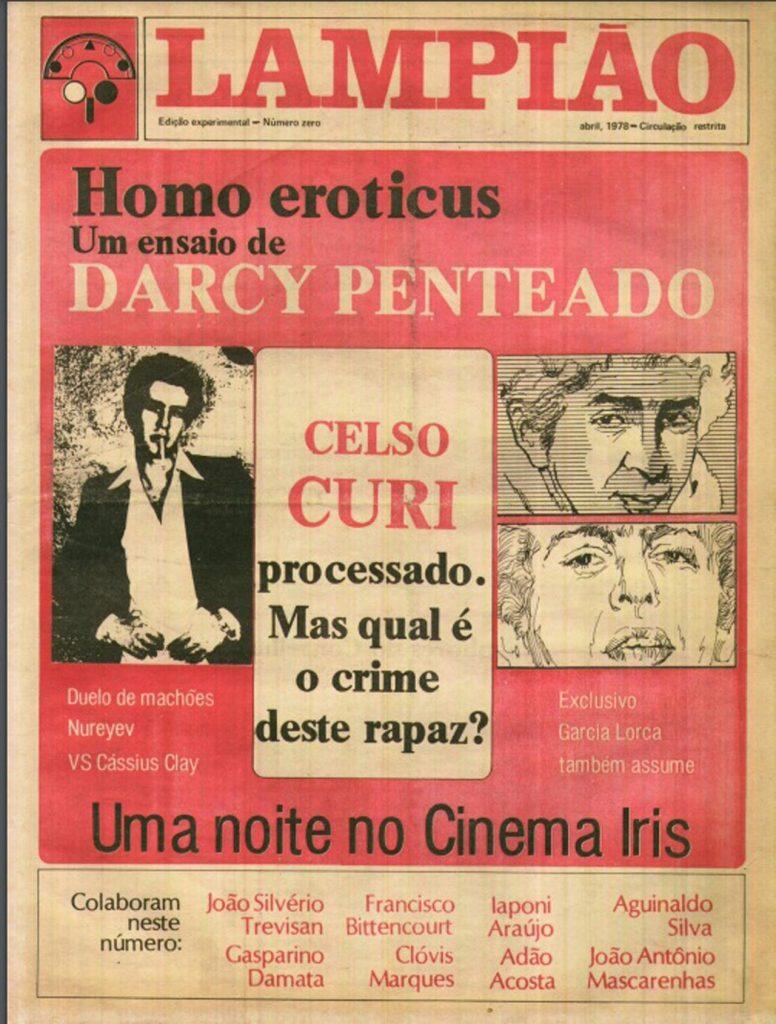 LAMPIÃO
Edição experimental — Número zero
abril, 1978 — Circulação restrita
Homo eroticus
Um ensaio de
DARCY PENTEADO
CELSO
CURI
processado.
Mas qual é
o crime
deste rapaz?
Duelo de machões
Nureyev
VS Cássius Clay
Exclusivo
Garcia Lorca
também assume
Uma noite no Cinema Iris
Colaboram
neste
número:
João Silvério
Trevisan
Gasparino
Damata
Francisco
Bittencourt
Clóvis
Marques
Iaponi
Araújo
Adão
Acosta
Aguinaldo
Silva
João Antônio
Mascarenhas